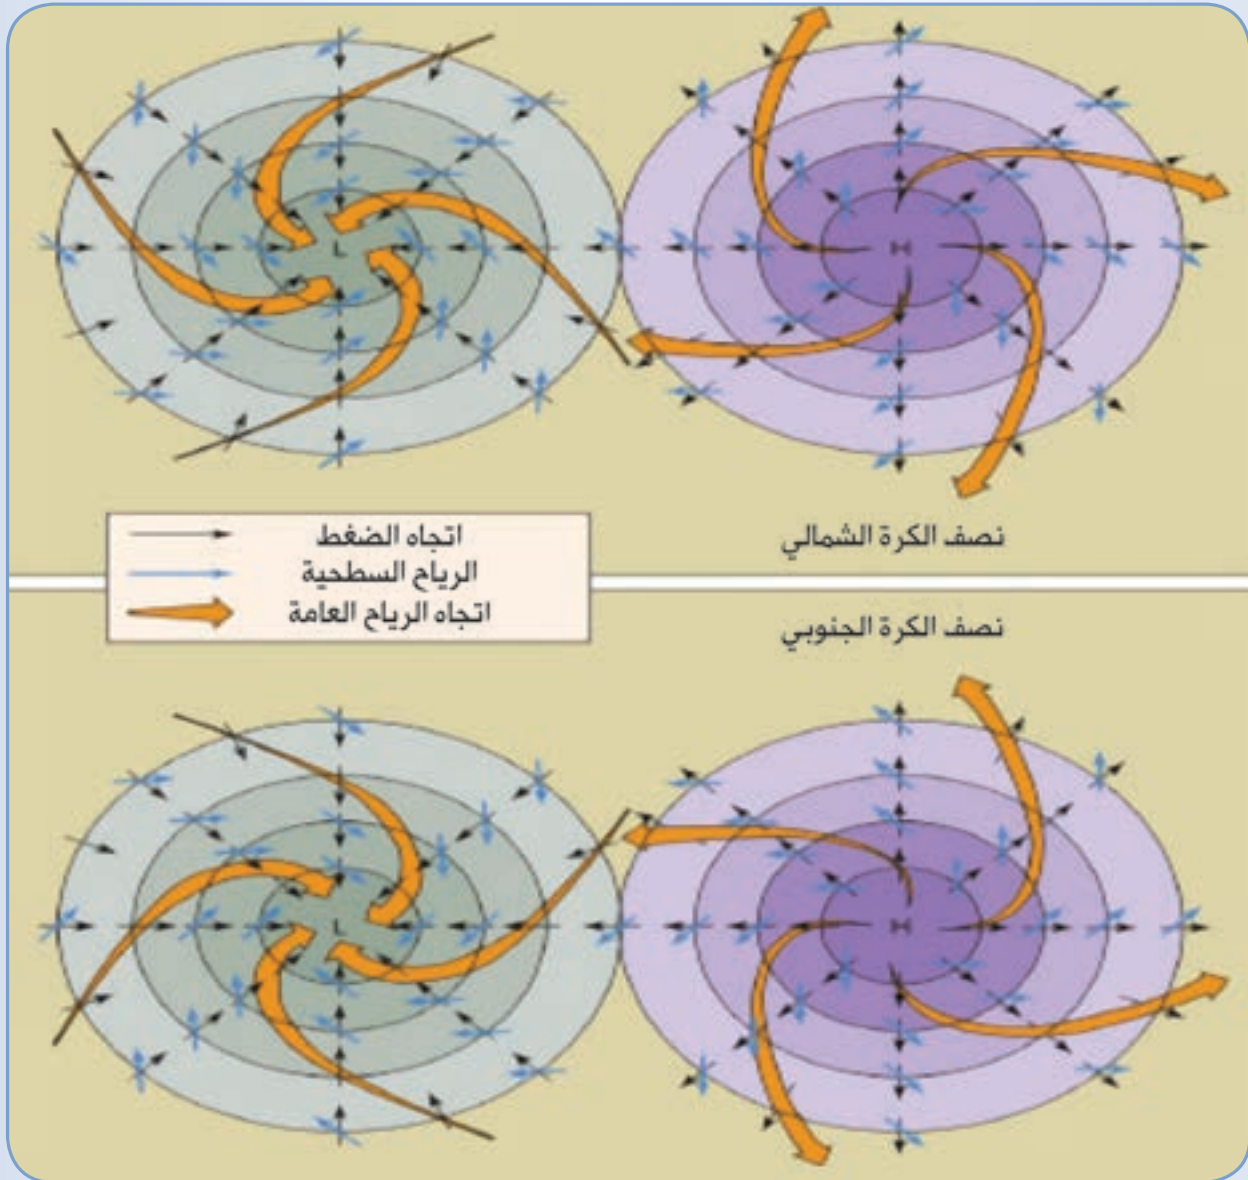 L
H
اتجاه الضغط
الرياح السطحية
اتجاه الرياح العامة
نصف الكرة الشمالي
نصف الكرة الجنوبي
L
H